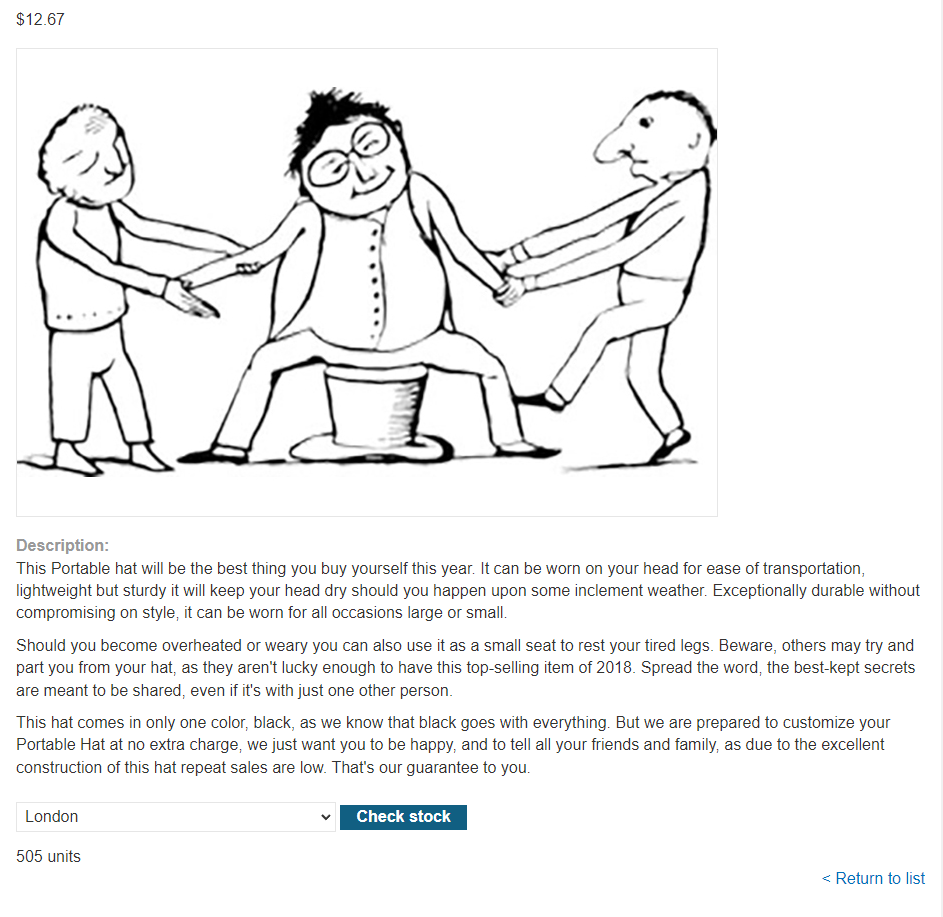 $12.67
Description:
This Portable hat will be the best thing you buy yourself this year. It can be worn on your head for ease of transportation,
lightweight but sturdy it will keep your head dry should you happen upon some inclement weather. Exceptionally durable without
compromising on style, it can be worn for all occasions large or small.
Should you become overheated or weary you can also use it as a small seat to rest your tired legs. Beware, others may try and
part you from your hat, as they aren't lucky enough to have this top-selling item of 2018. Spread the word, the best-kept secrets
are meant to be shared, even if it's with just one other person.
This hat comes in only one color, black, as we know that black goes with everything. But we are prepared to customize your
Portable Hat at no extra charge, we just want you to be happy, and to tell all your friends and family, as due to the excellent
construction of this hat repeat sales are low. That's our guarantee to you.
London Check stock
505 units
< Return to list